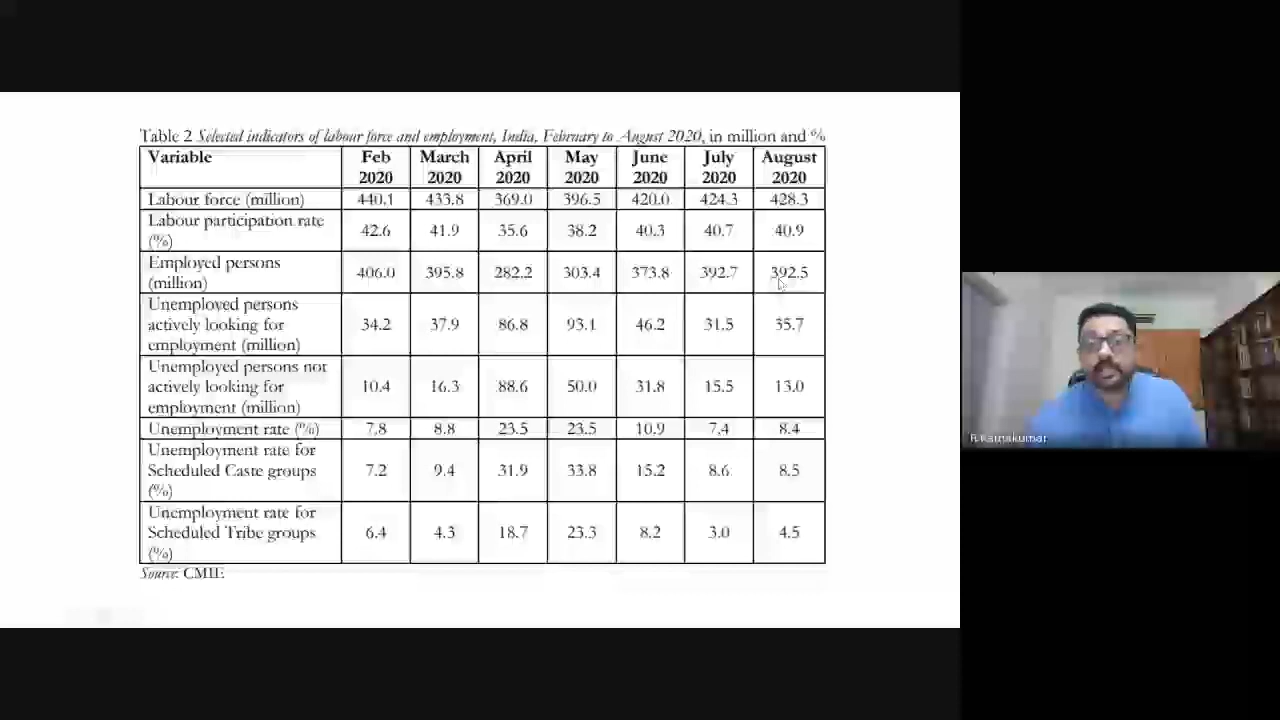 Table 2 Selected indicators of labour force and employment, India, February to August 2020, in million and %
Variable Feb 2020 March 2020 April 2020 May 2020 June 2020 July 2020 August 2020
Labour force (million) 440.1 433.8 369.0 396.5 420.0 424.3 428.3
Labour participation rate (%) 42.6 41.9 35.6 38.2 40.3 40.7 40.9
Employed persons (million) 406.0 395.8 282.2 303.4 373.8 392.7 392.5
Unemployed persons actively looking for employment (million) 34.2 37.9 86.8 93.1 46.2 31.5 35.7
Unemployed persons not actively looking for employment (million) 10.4 16.3 88.6 50.0 31.8 15.5 13.0
Unemployment rate (%) 7.8 8.8 23.5 23.5 10.9 7.4 8.4
Unemployment rate for Scheduled Caste groups (%) 7.2 9.4 31.9 33.8 15.2 8.6 8.5
Unemployment rate for Scheduled Tribe groups (%) 6.4 4.3 18.7 23.3 8.2 3.0 4.5
Source: CMIE
R Ramakumar